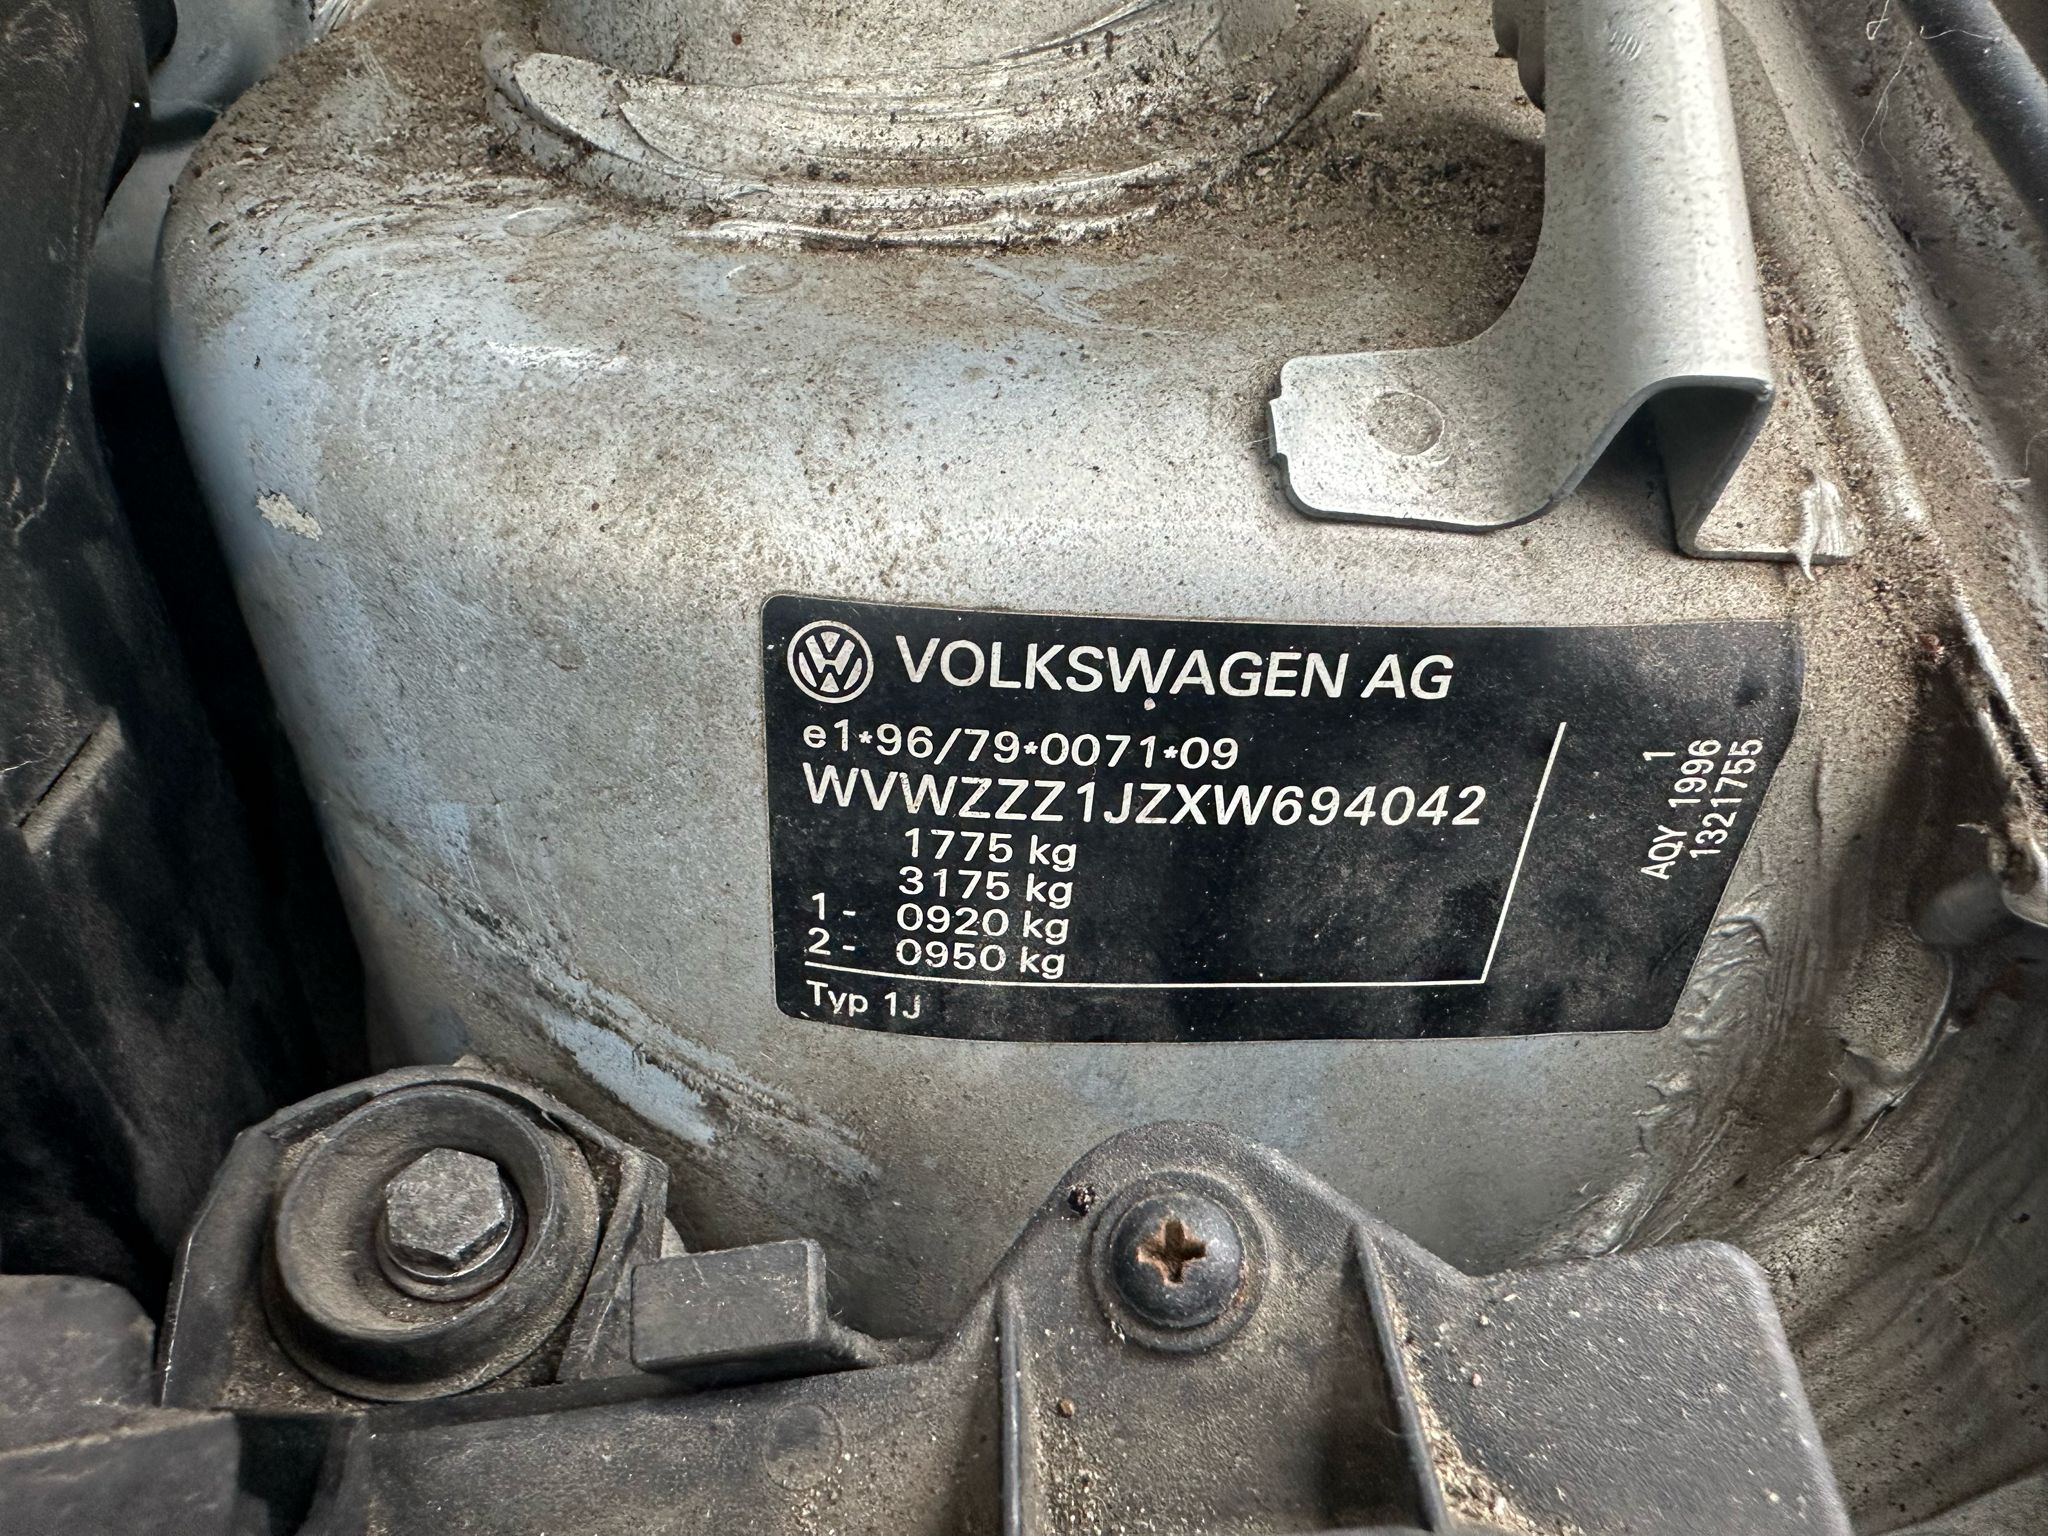 VOLKSWAGEN AG
e1*96/79*0071*09
WVWZZZ1JZXW694042
1775 kg
3175 kg
1 - 0920 kg
2 - 0950 kg
Typ 1J
1
AQY 1996
1321755